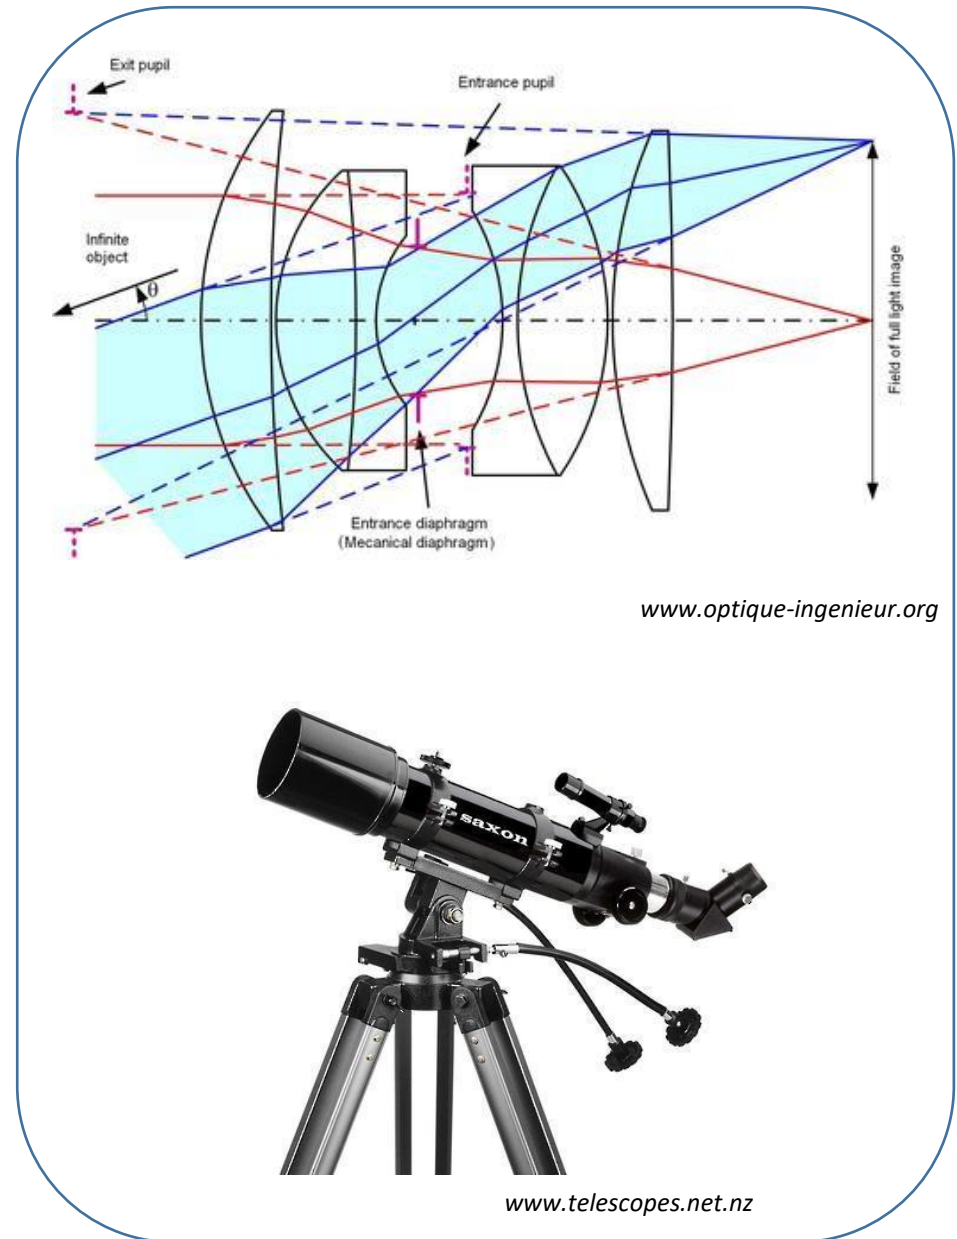 Exit pupil
Entrance pupil
Infinite
object
θ
Field of full light image
Entrance diaphragm
(Mecanical diaphragm)
www.optique-ingenieur.org
saxon
www.telescopes.net.nz